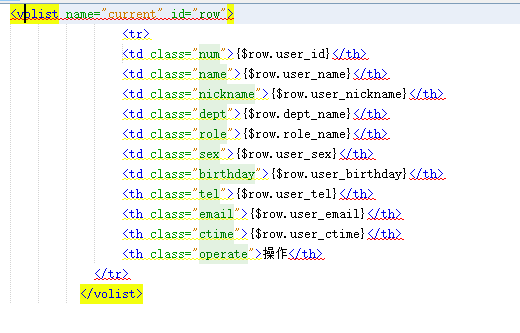 <volist name="current" id="row">
<tr>
<td class="num">{$row.user_id}</th>
<td class="name">{$row.user_name}</th>
<td class="nickname">{$row.user_nickname}</th>
<td class="dept">{$row.dept_name}</th>
<td class="role">{$row.role_name}</th>
<td class="sex">{$row.user_sex}</th>
<td class="birthday">{$row.user_birthday}</th>
<th class="tel">{$row.user_tel}</th>
<th class="email">{$row.user_email}</th>
<th class="ctime">{$row.user_ctime}</th>
<th class="operate">操作</th>
</tr>
</volist>